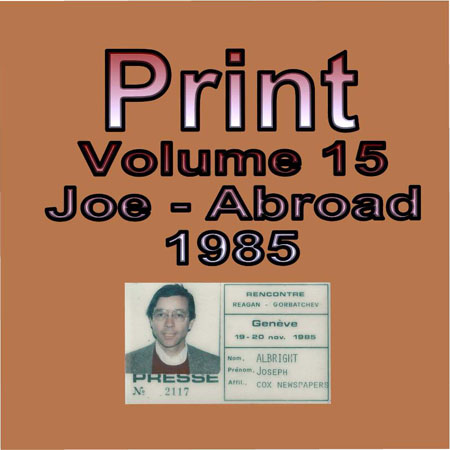 Print
Volume 15
Joe - Abroad
1985
RENCONTRE
REAGAN - GORBATCHEV
Genève
19-20 nov. 1985
Nom. ALBRIGHT
Prénom. JOSEPH
Affil. COX NEWSPAPERS
PRESSE
№ 2117